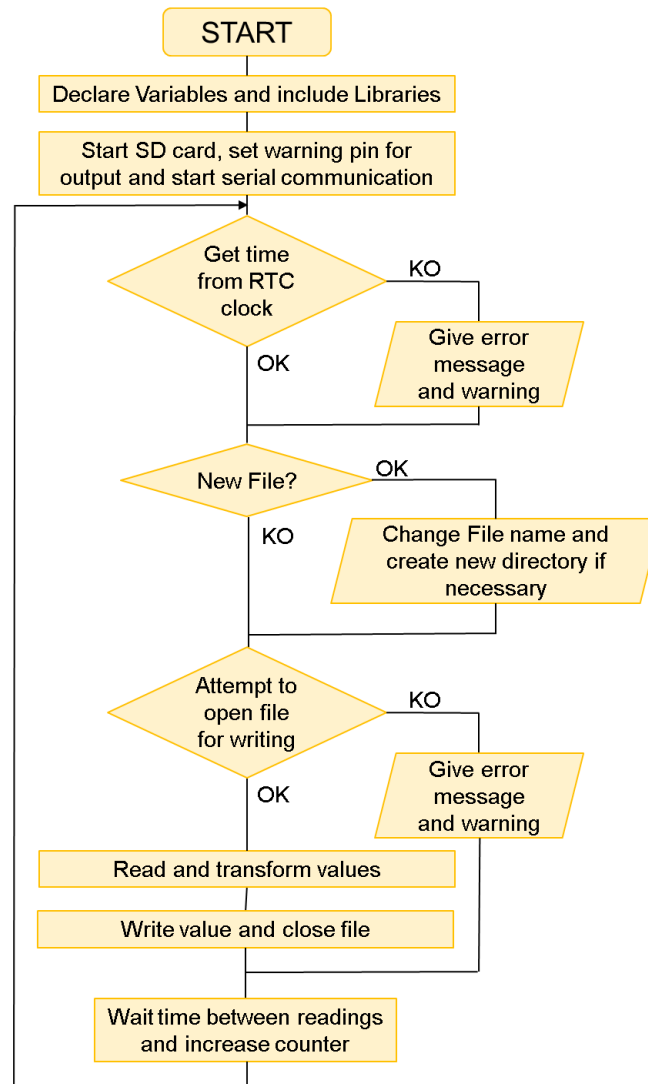 START
Declare Variables and include Libraries
Start SD card, set warning pin for
output and start serial communication
Get time
from RTC
clock
KO
Give error
message
and warning
OK
New File?
OK
Change File name and
create new directory if
necessary
KO
Attempt to
open file
for writing
KO
Give error
message
and warning
OK
Read and transform values
Write value and close file
Wait time between readings
and increase counter